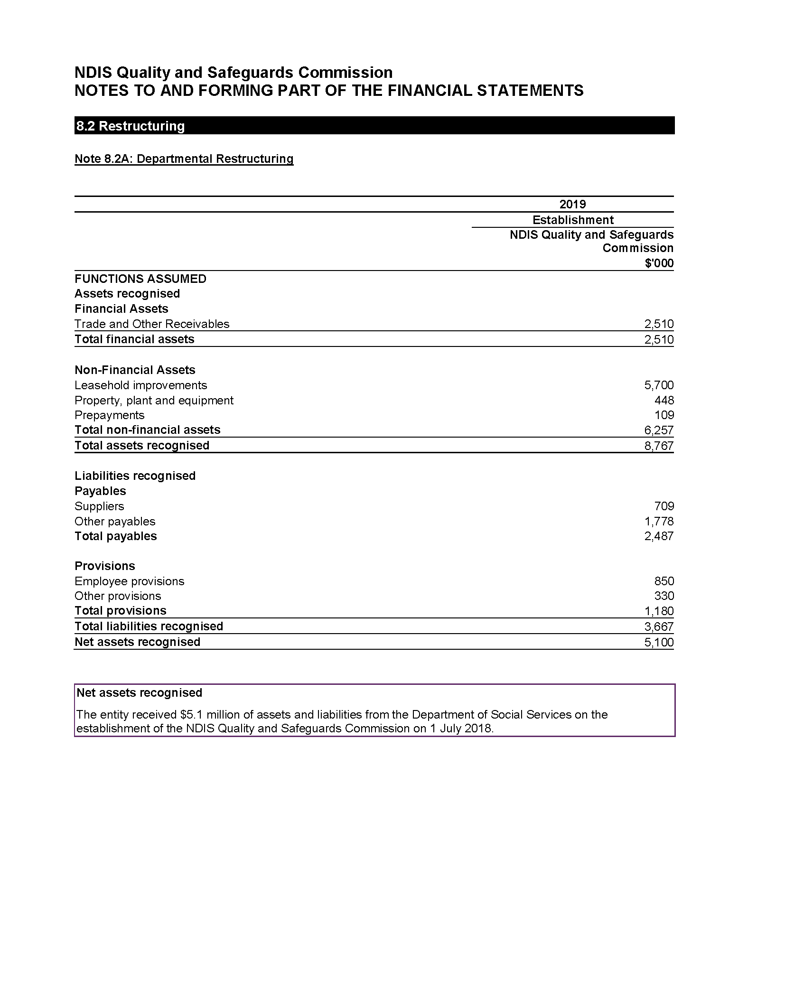 NDIS Quality and Safeguards Commission
NOTES TO AND FORMING PART OF THE FINANCIAL STATEMENTS
8.2 Restructuring
Note 8.2A: Departmental Restructuring
2019
Establishment
NDIS Quality and Safeguards
Commission
$'000
FUNCTIONS ASSUMED
Assets recognised
Financial Assets
Trade and Other Receivables 2,510
Total financial assets 2,510
Non-Financial Assets
Leasehold improvements 5,700
Property, plant and equipment 448
Prepayments 109
Total non-financial assets 6,257
Total assets recognised 8,767
Liabilities recognised
Payables
Suppliers 709
Other payables 1,778
Total payables 2,487
Provisions
Employee provisions 850
Other provisions 330
Total provisions 1,180
Total liabilities recognised 3,667
Net assets recognised 5,100
Net assets recognised
The entity received $5.1 million of assets and liabilities from the Department of Social Services on the
establishment of the NDIS Quality and Safeguards Commission on 1 July 2018.